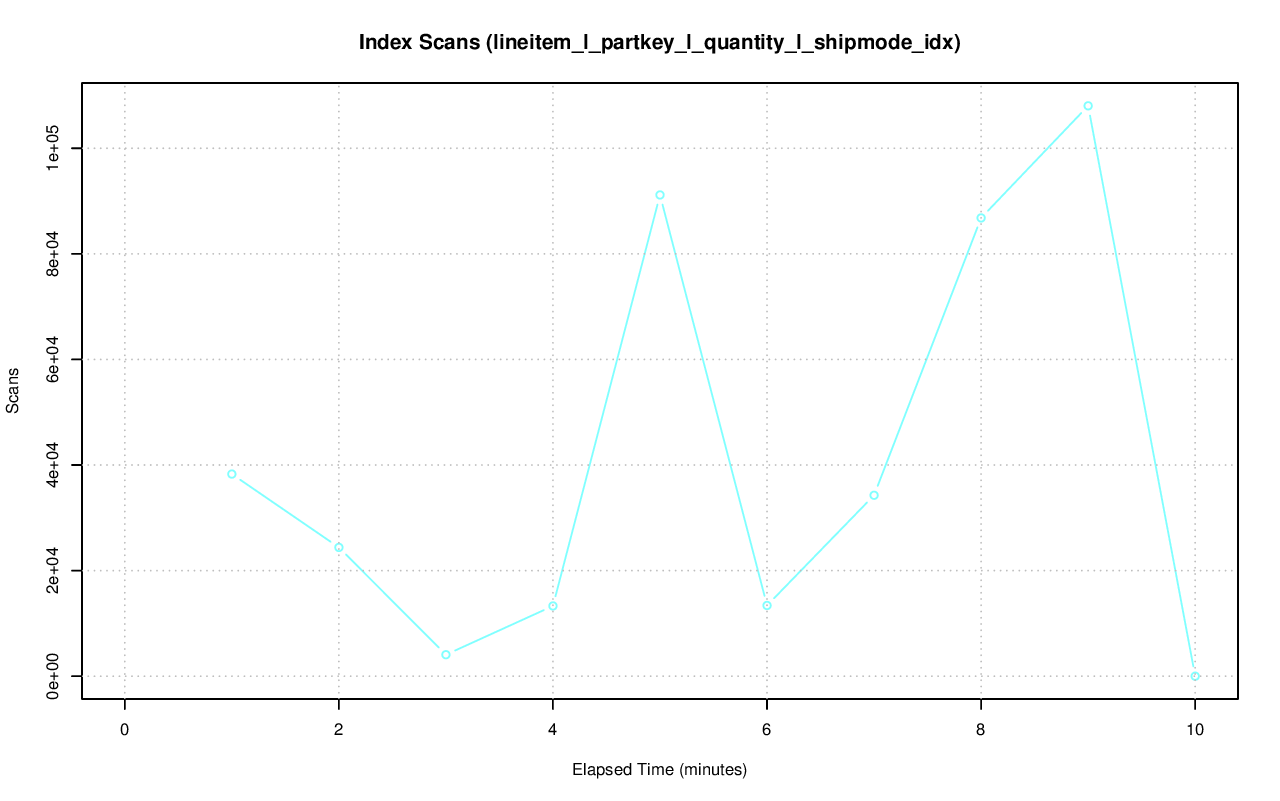 Index Scans (lineitem_l_partkey_l_quantity_l_shipmode_idx)
Scans
1e+05
8e+04
6e+04
4e+04
2e+04
0e+00
0 2 4 6 8 10
Elapsed Time (minutes)